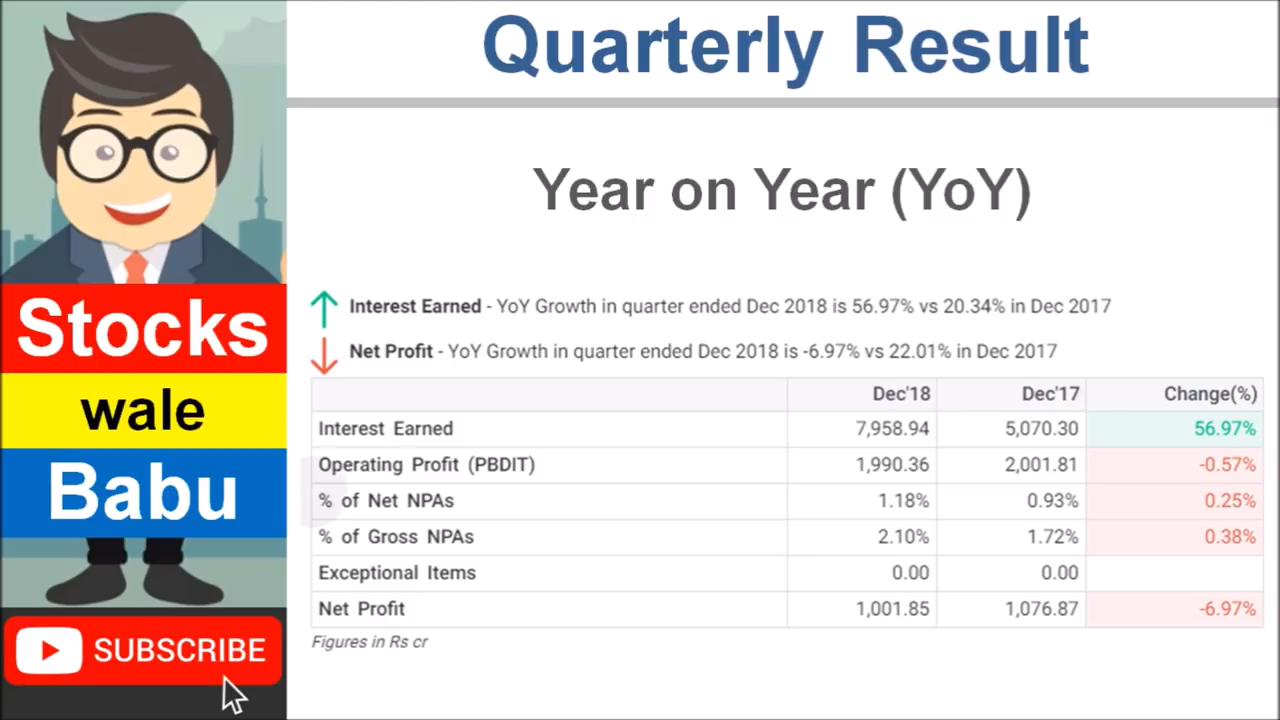 Quarterly Result
Year on Year (YoY)
Interest Earned - YoY Growth in quarter ended Dec 2018 is 56.97% vs 20.34% in Dec 2017
Net Profit - YoY Growth in quarter ended Dec 2018 is -6.97% vs 22.01% in Dec 2017
Dec'18 Dec'17 Change(%)
Interest Earned 7,958.94 5,070.30 56.97%
Operating Profit (PBDIT) 1,990.36 2,001.81 -0.57%
% of Net NPAs 1.18% 0.93% 0.25%
% of Gross NPAs 2.10% 1.72% 0.38%
Exceptional Items 0.00 0.00
Net Profit 1,001.85 1,076.87 -6.97%
Figures in Rs cr
Stocks
wale
Babu
SUBSCRIBE